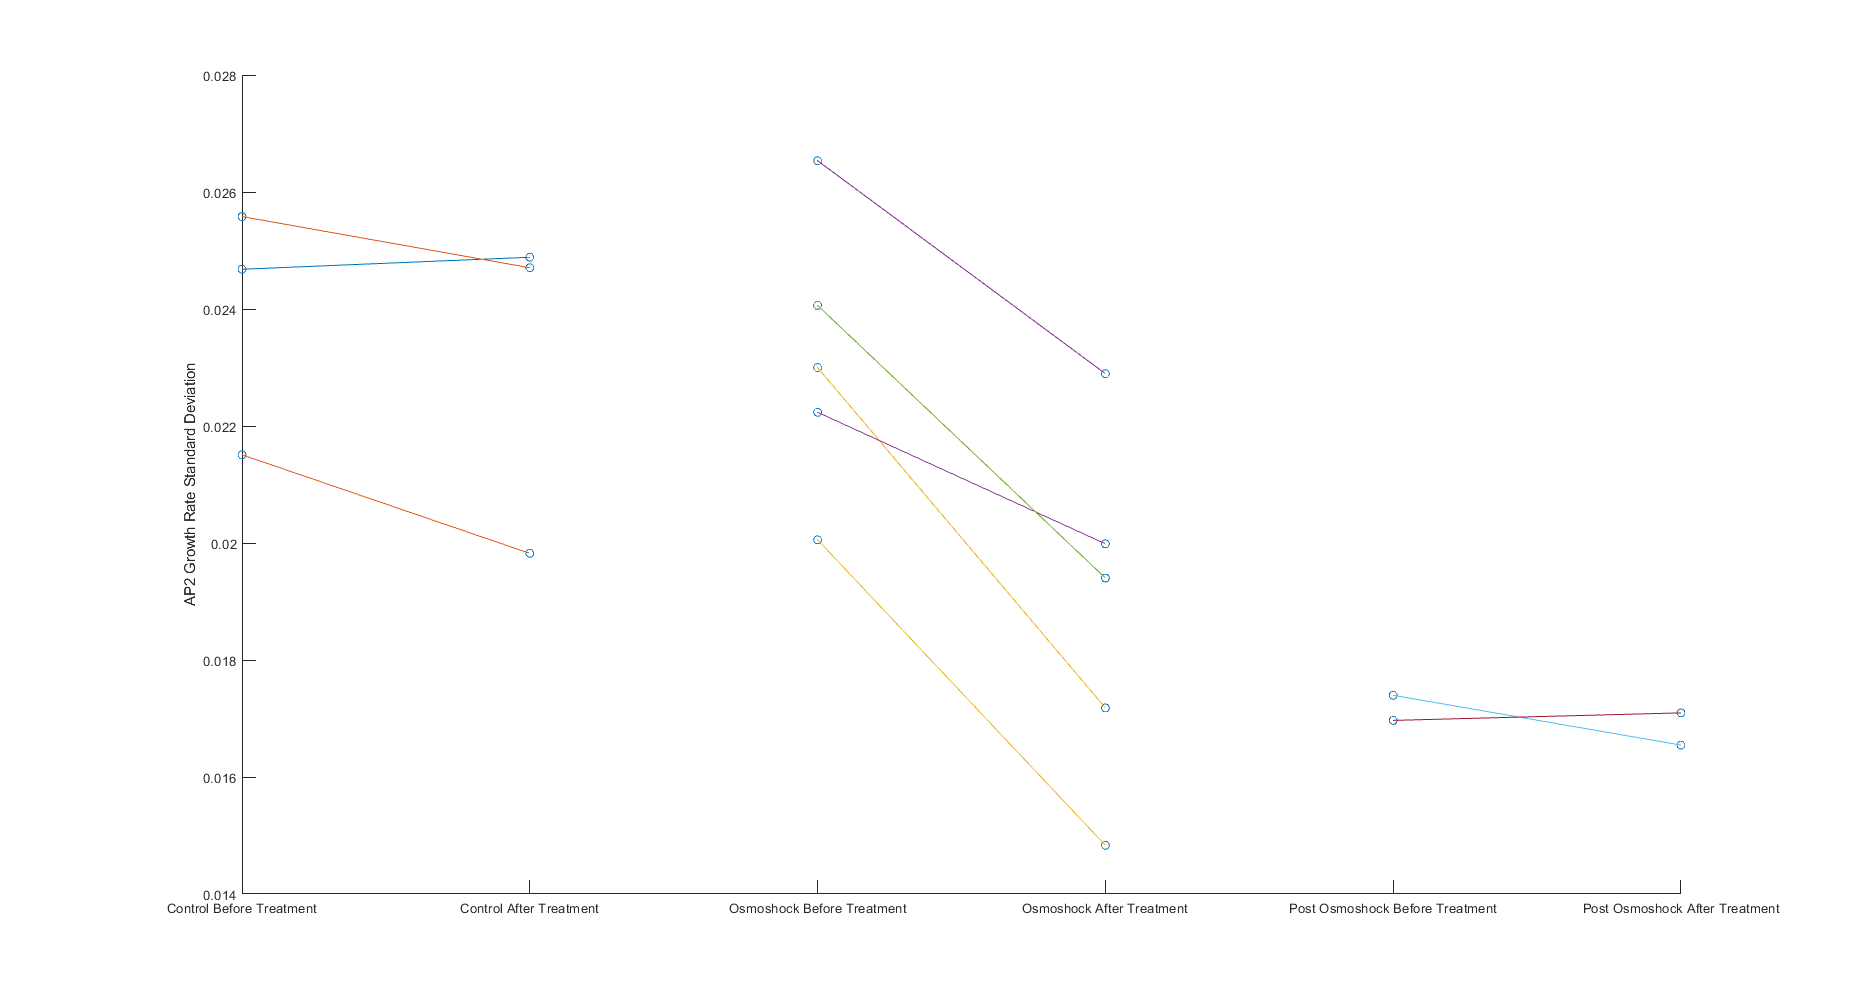 0.028
0.026
0.024
0.022
0.02
0.018
0.016
0.014
AP2 Growth Rate Standard Deviation
Control Before Treatment
Control After Treatment
Osmoshock Before Treatment
Osmoshock After Treatment
Post Osmoshock Before Treatment
Post Osmoshock After Treatment